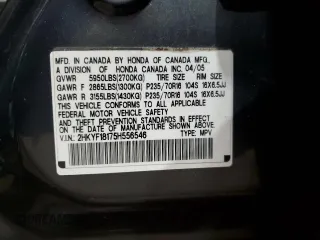 MFD. IN CANADA BY HONDA OF CANADA MFG.
A DIVISION OF HONDA CANADA INC. 04/05
GVWR 5950LBS(2700KG) TIRE SIZE RIM SIZE
GAWR F 2865LBS(1300KG) P235/70R16 104S 16X6.5JJ
GAWR R 3155LBS(1430KG) P235/70R16 104S 16X6.5JJ
THIS VEHICLE CONFORMS TO ALL APPLICABLE
FEDERAL MOTOR VEHICLE SAFETY STANDARDS IN
EFFECT ON THE DATE OF MANUFACTURE SHOWN ABOVE.
V.I.N.: 2HKYF18175H556546 TYPE: MPV